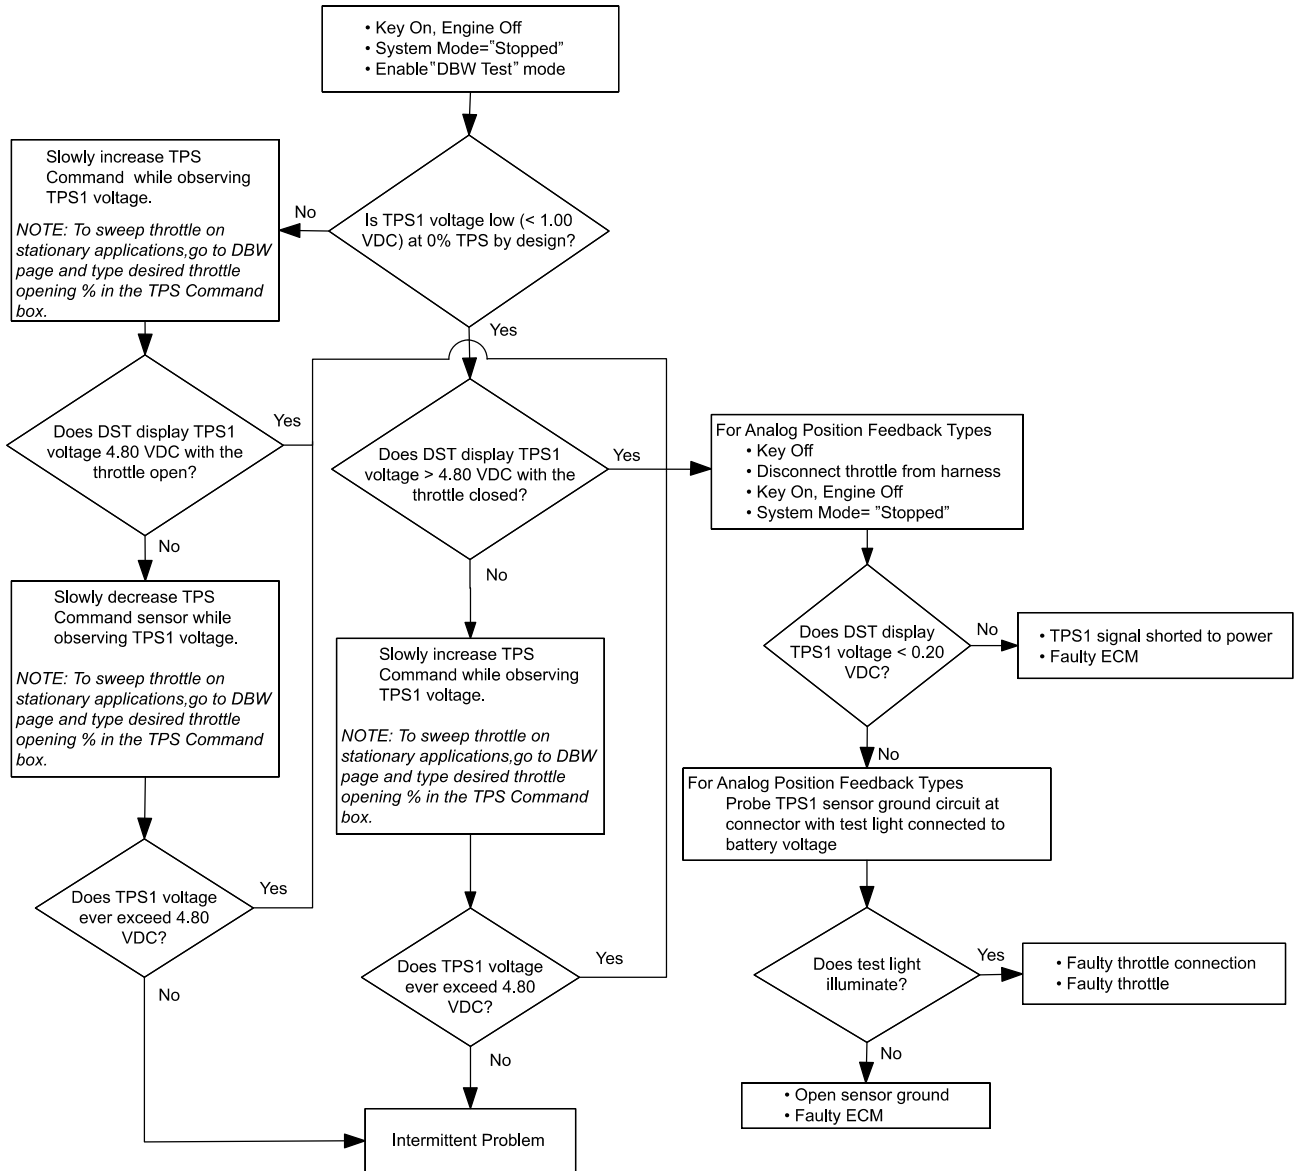 • Key On, Engine Off
• System Mode="Stopped"
• Enable"DBW Test" mode
Is TPS1 voltage low (< 1.00
VDC) at 0% TPS by design?
No
Yes
Slowly increase TPS
Command while observing
TPS1 voltage.
NOTE: To sweep throttle on
stationary applications,go to DBW
page and type desired throttle
opening % in the TPS Command
box.
Does DST display TPS1
voltage 4.80 VDC with the
throttle open?
Yes
No
Slowly decrease TPS
Command sensor while
observing TPS1 voltage.
NOTE: To sweep throttle on
stationary applications,go to DBW
page and type desired throttle
opening % in the TPS Command
box.
Does TPS1 voltage
ever exceed 4.80
VDC?
Yes
No
Does DST display TPS1
voltage > 4.80 VDC with the
throttle closed?
Yes
No
Slowly increase TPS
Command while observing
TPS1 voltage.
NOTE: To sweep throttle on
stationary applications,go to DBW
page and type desired throttle
opening % in the TPS Command
box.
Does TPS1 voltage
ever exceed 4.80
VDC?
Yes
No
Intermittent Problem
For Analog Position Feedback Types
• Key Off
• Disconnect throttle from harness
• Key On, Engine Off
• System Mode= "Stopped"
Does DST display
TPS1 voltage < 0.20
VDC?
No
• TPS1 signal shorted to power
• Faulty ECM
No
For Analog Position Feedback Types
Probe TPS1 sensor ground circuit at
connector with test light connected to
battery voltage
Does test light
illuminate?
Yes
• Faulty throttle connection
• Faulty throttle
No
• Open sensor ground
• Faulty ECM